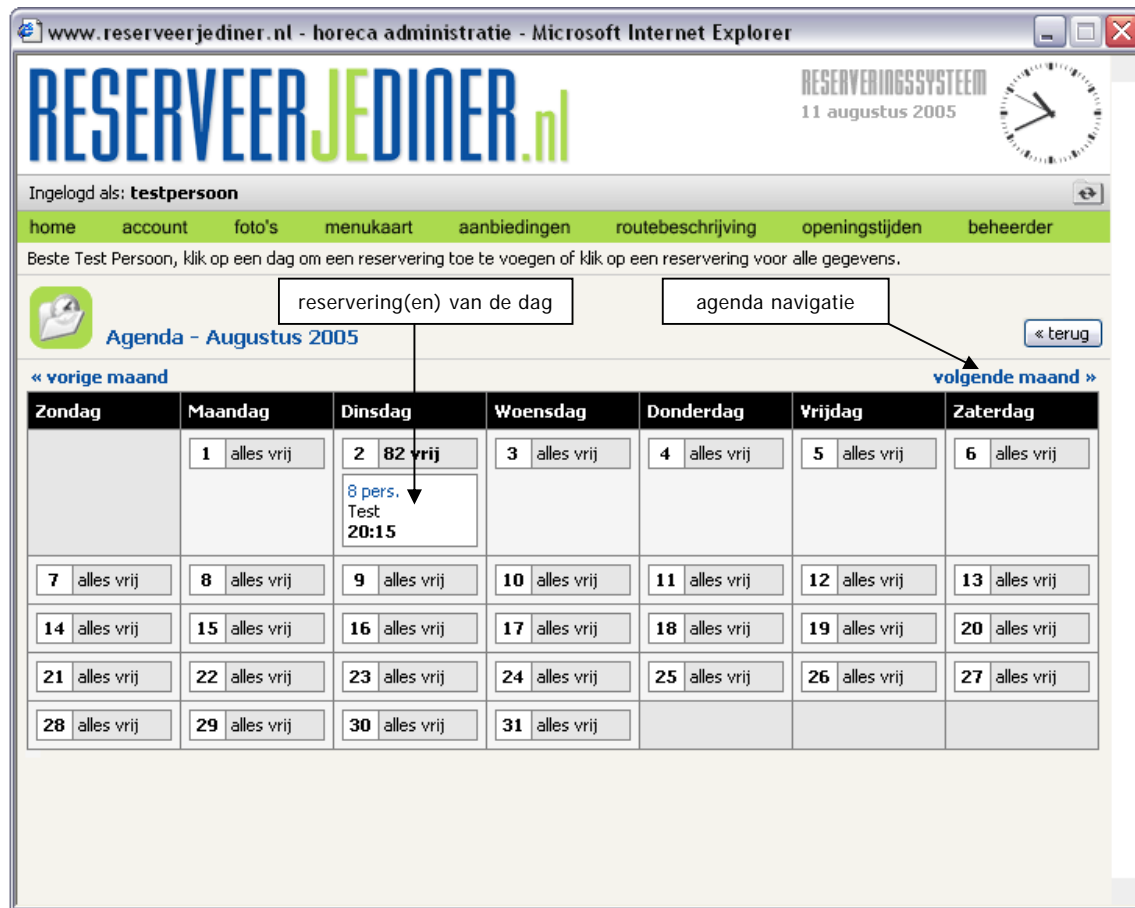 www.reserveerjediner.nl - horeca administratie - Microsoft Internet Explorer
RESERVEERJEDINER.nl
RESERVERINGSSYSTEEM
11 augustus 2005
Ingelogd als: testpersoon
home account foto's menukaart aanbiedingen routebeschrijving openingstijden beheerder
Beste Test Persoon, klik op een dag om een reservering toe te voegen of klik op een reservering voor alle gegevens.
reservering(en) van de dag
agenda navigatie
Agenda - Augustus 2005
« terug
« vorige maand
volgende maand »
Zondag Maandag Dinsdag Woensdag Donderdag Vrijdag Zaterdag
1 alles vrij 2 82 vrij 3 alles vrij 4 alles vrij 5 alles vrij 6 alles vrij
8 pers.
Test
20:15
7 alles vrij 8 alles vrij 9 alles vrij 10 alles vrij 11 alles vrij 12 alles vrij 13 alles vrij
14 alles vrij 15 alles vrij 16 alles vrij 17 alles vrij 18 alles vrij 19 alles vrij 20 alles vrij
21 alles vrij 22 alles vrij 23 alles vrij 24 alles vrij 25 alles vrij 26 alles vrij 27 alles vrij
28 alles vrij 29 alles vrij 30 alles vrij 31 alles vrij